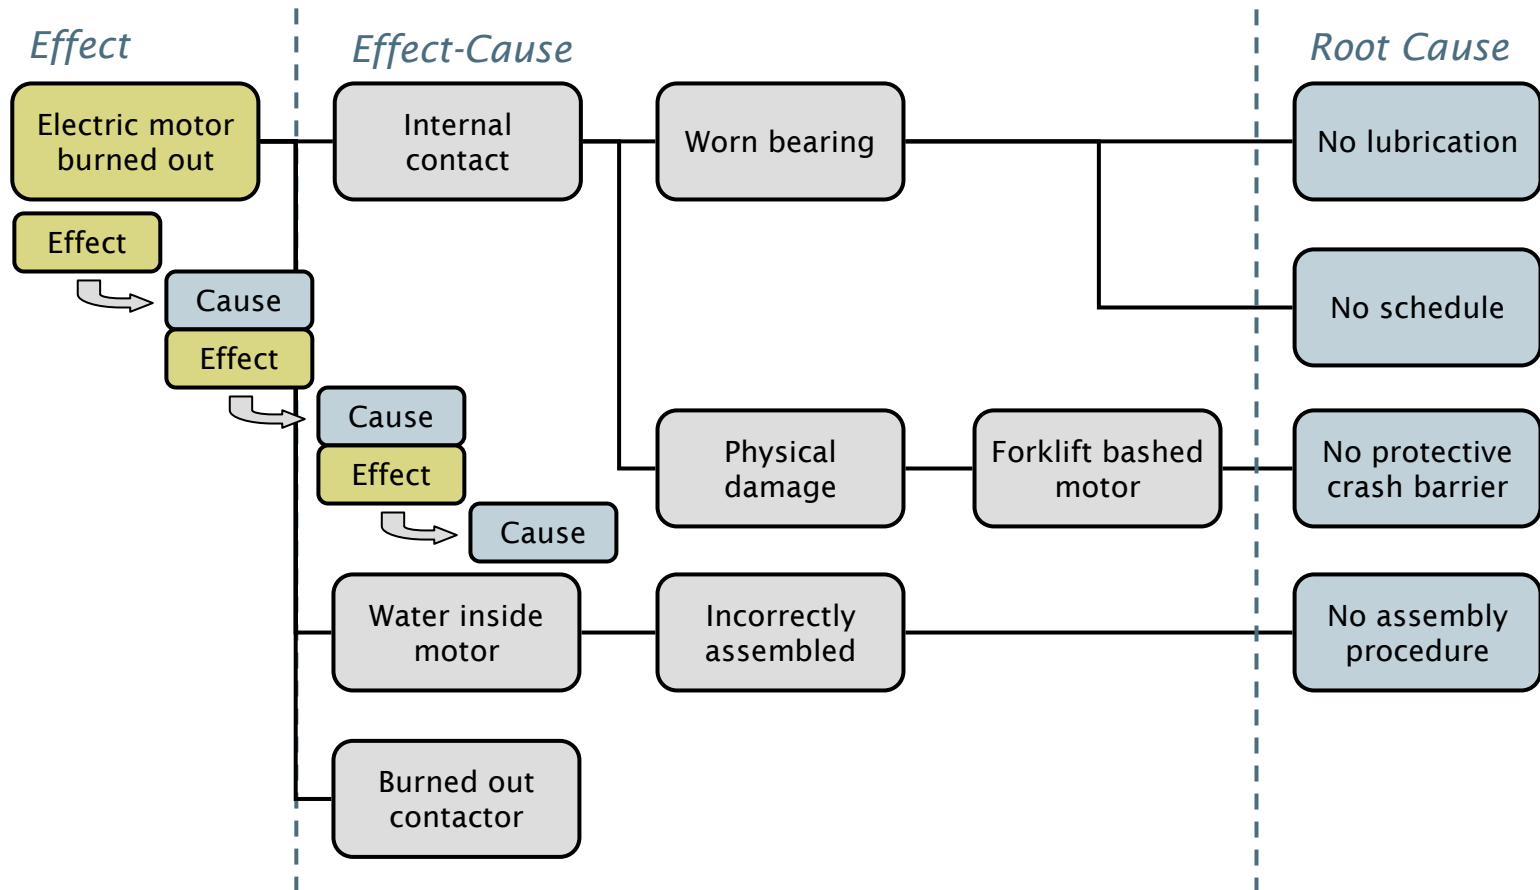 Effect
Effect-Cause
Root Cause
Electric motor
burned out
Internal
contact
Worn bearing
No lubrication
Effect
Cause
Effect
No schedule
Cause
Effect
Cause
Physical
damage
Forklift bashed
motor
No protective
crash barrier
Water inside
motor
Incorrectly
assembled
No assembly
procedure
Burned out
contactor